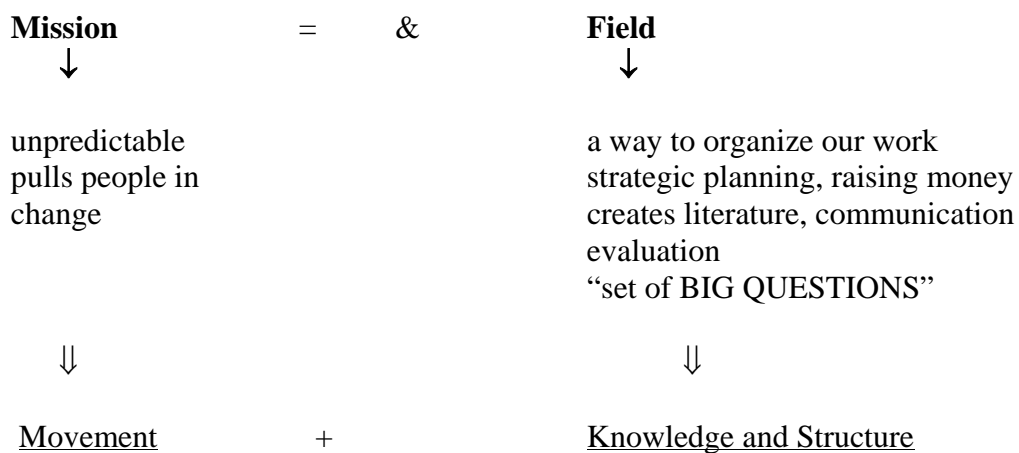 Mission = & Field
↓ ↓
unpredictable a way to organize our work
pulls people in strategic planning, raising money
change creates literature, communication
evaluation
“set of BIG QUESTIONS”
⇓ ⇓
Movement + Knowledge and Structure